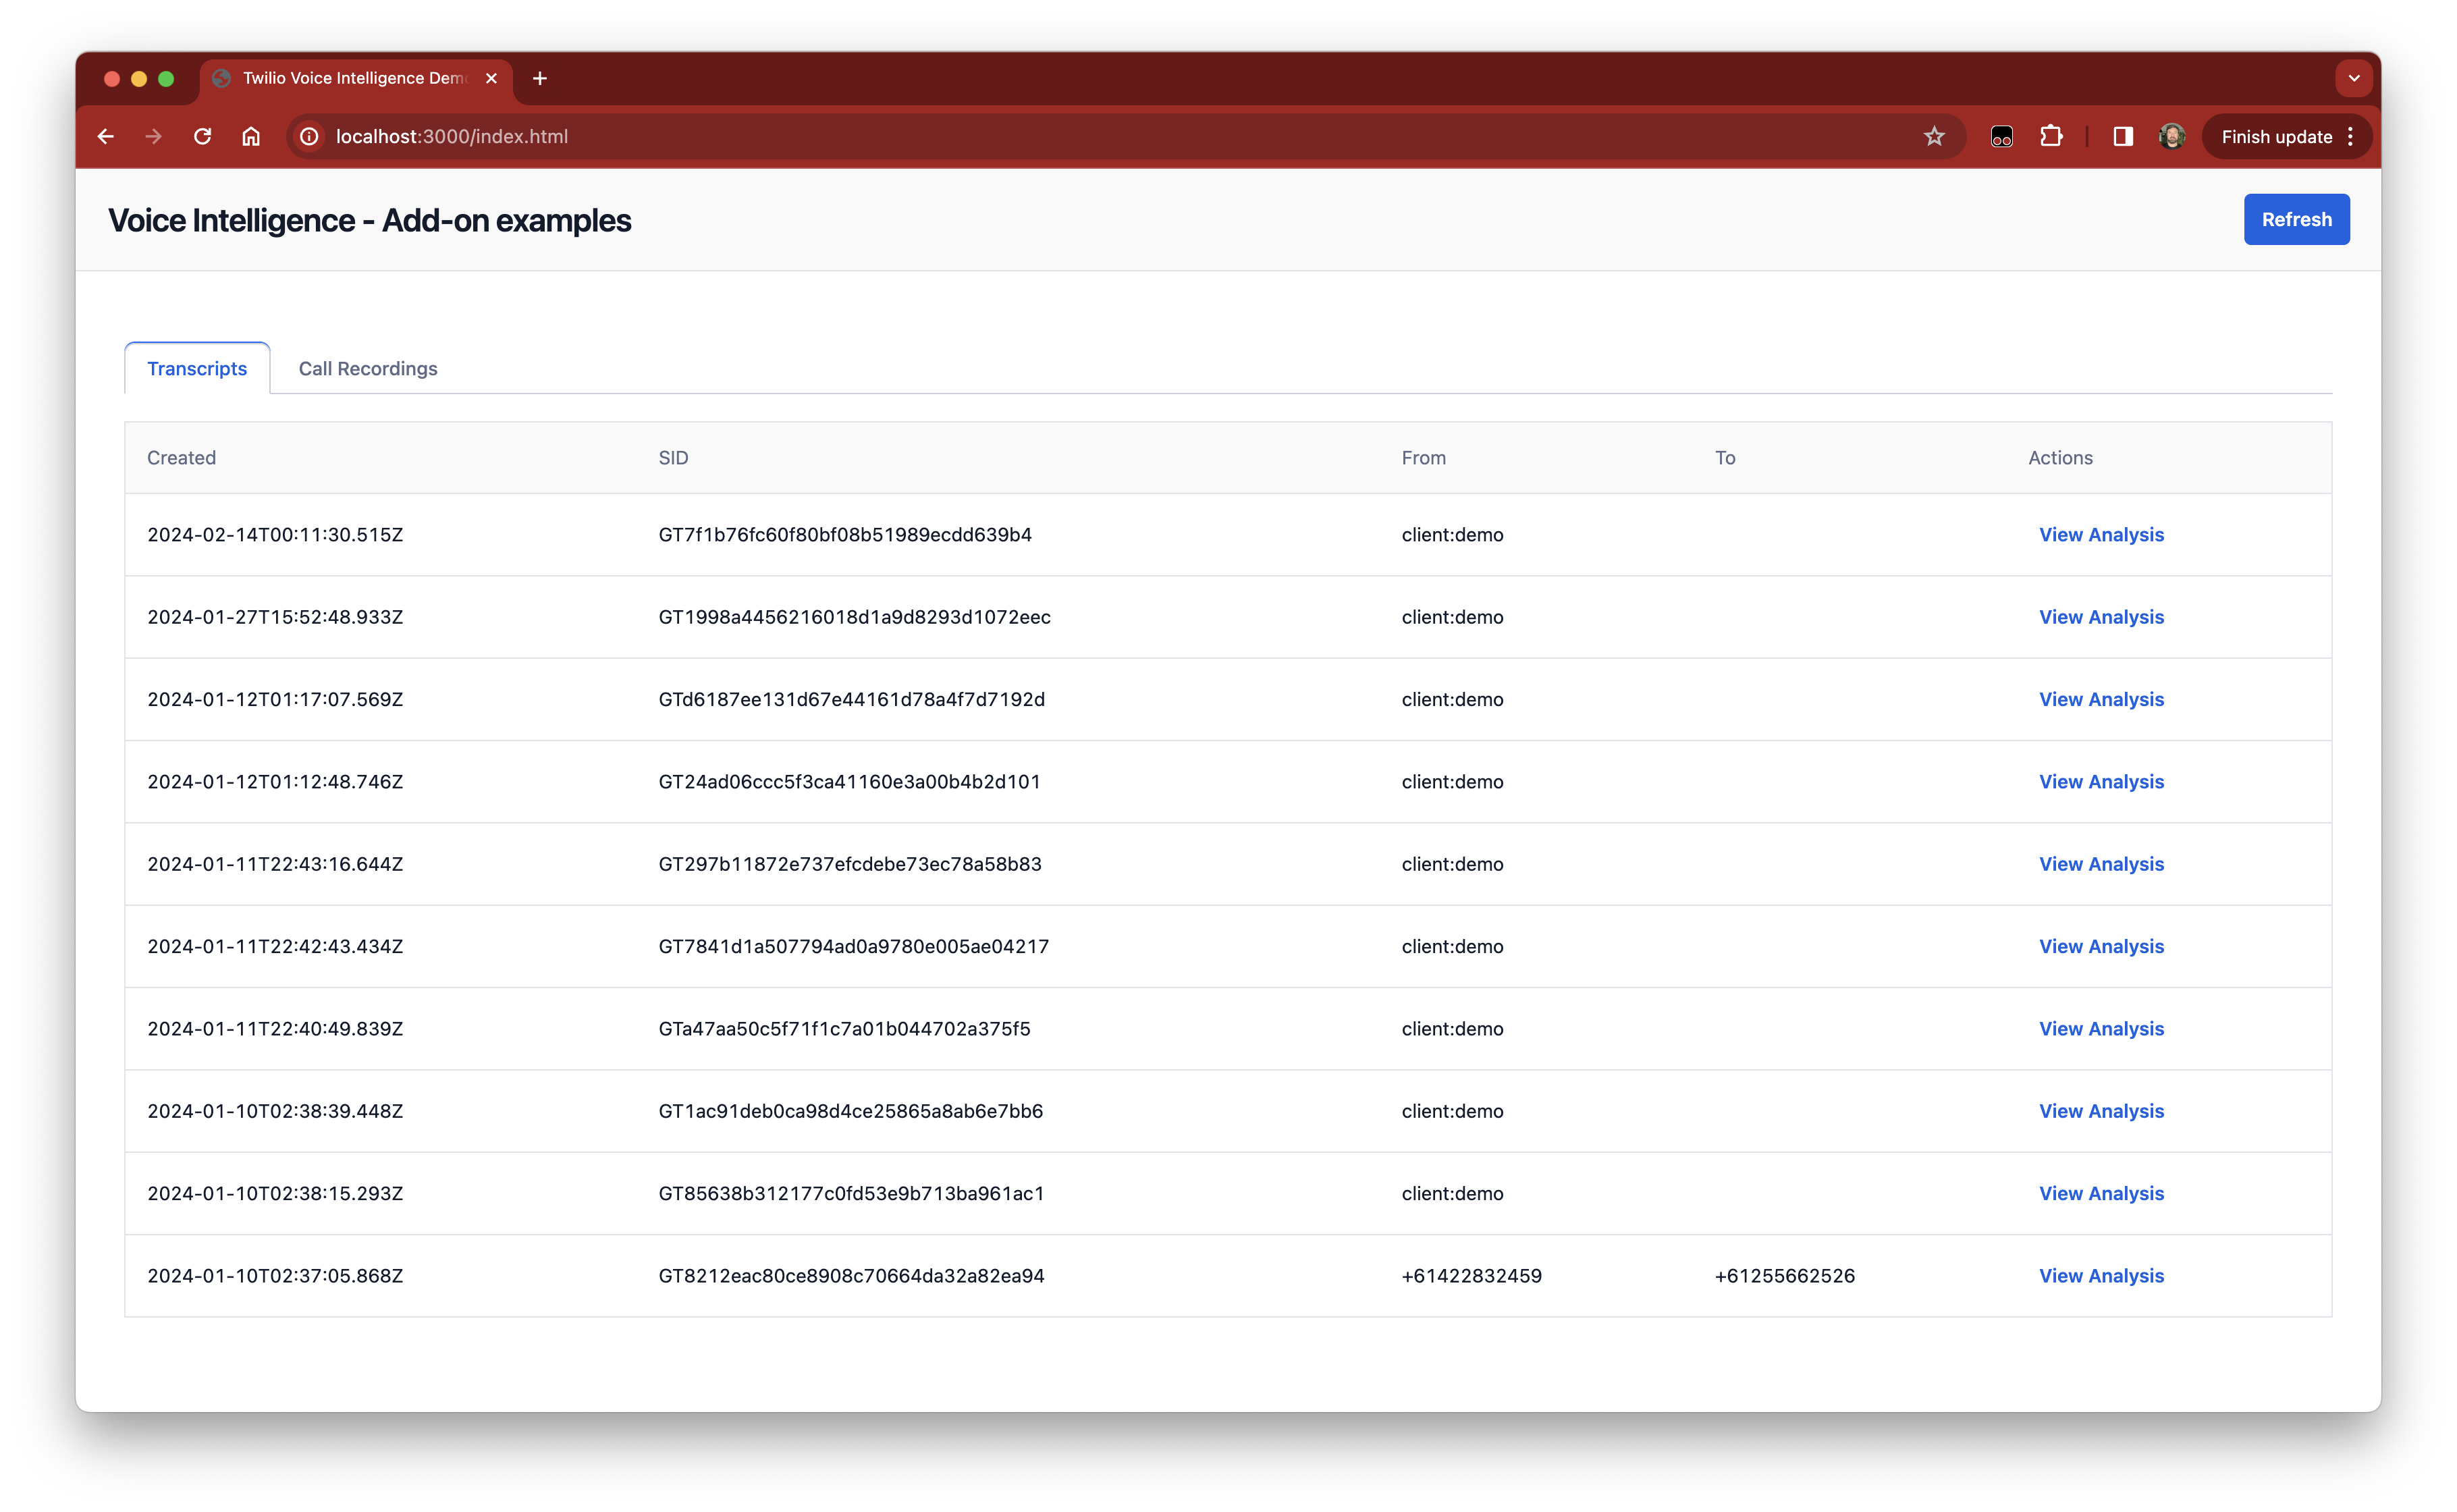 Twilio Voice Intelligence Dem
localhost:3000/index.html
Finish update
Voice Intelligence - Add-on examples
Refresh
Transcripts Call Recordings
Created SID From To Actions
2024-02-14T00:11:30.515Z GT7f1b76fc60f80bf08b51989ecdd639b4 client:demo View Analysis
2024-01-27T15:52:48.933Z GT1998a4456216018d1a9d8293d1072eec client:demo View Analysis
2024-01-12T01:17:07.569Z GTd6187ee131d67e44161d78a4f7d7192d client:demo View Analysis
2024-01-12T01:12:48.746Z GT24ad06ccc5f3ca41160e3a00b4b2d101 client:demo View Analysis
2024-01-11T22:43:16.644Z GT297b11872e737efcdebe73ec78a58b83 client:demo View Analysis
2024-01-11T22:42:43.434Z GT7841d1a507794ad0a9780e005ae04217 client:demo View Analysis
2024-01-11T22:40:49.839Z GTa47aa50c5f71f1c7a01b044702a375f5 client:demo View Analysis
2024-01-10T02:38:39.448Z GT1ac91deb0ca98d4ce25865a8ab6e7bb6 client:demo View Analysis
2024-01-10T02:38:15.293Z GT85638b312177c0fd53e9b713ba961ac1 client:demo View Analysis
2024-01-10T02:37:05.868Z GT8212eac80ce8908c70664da32a82ea94 +61422832459 +61255662526 View Analysis